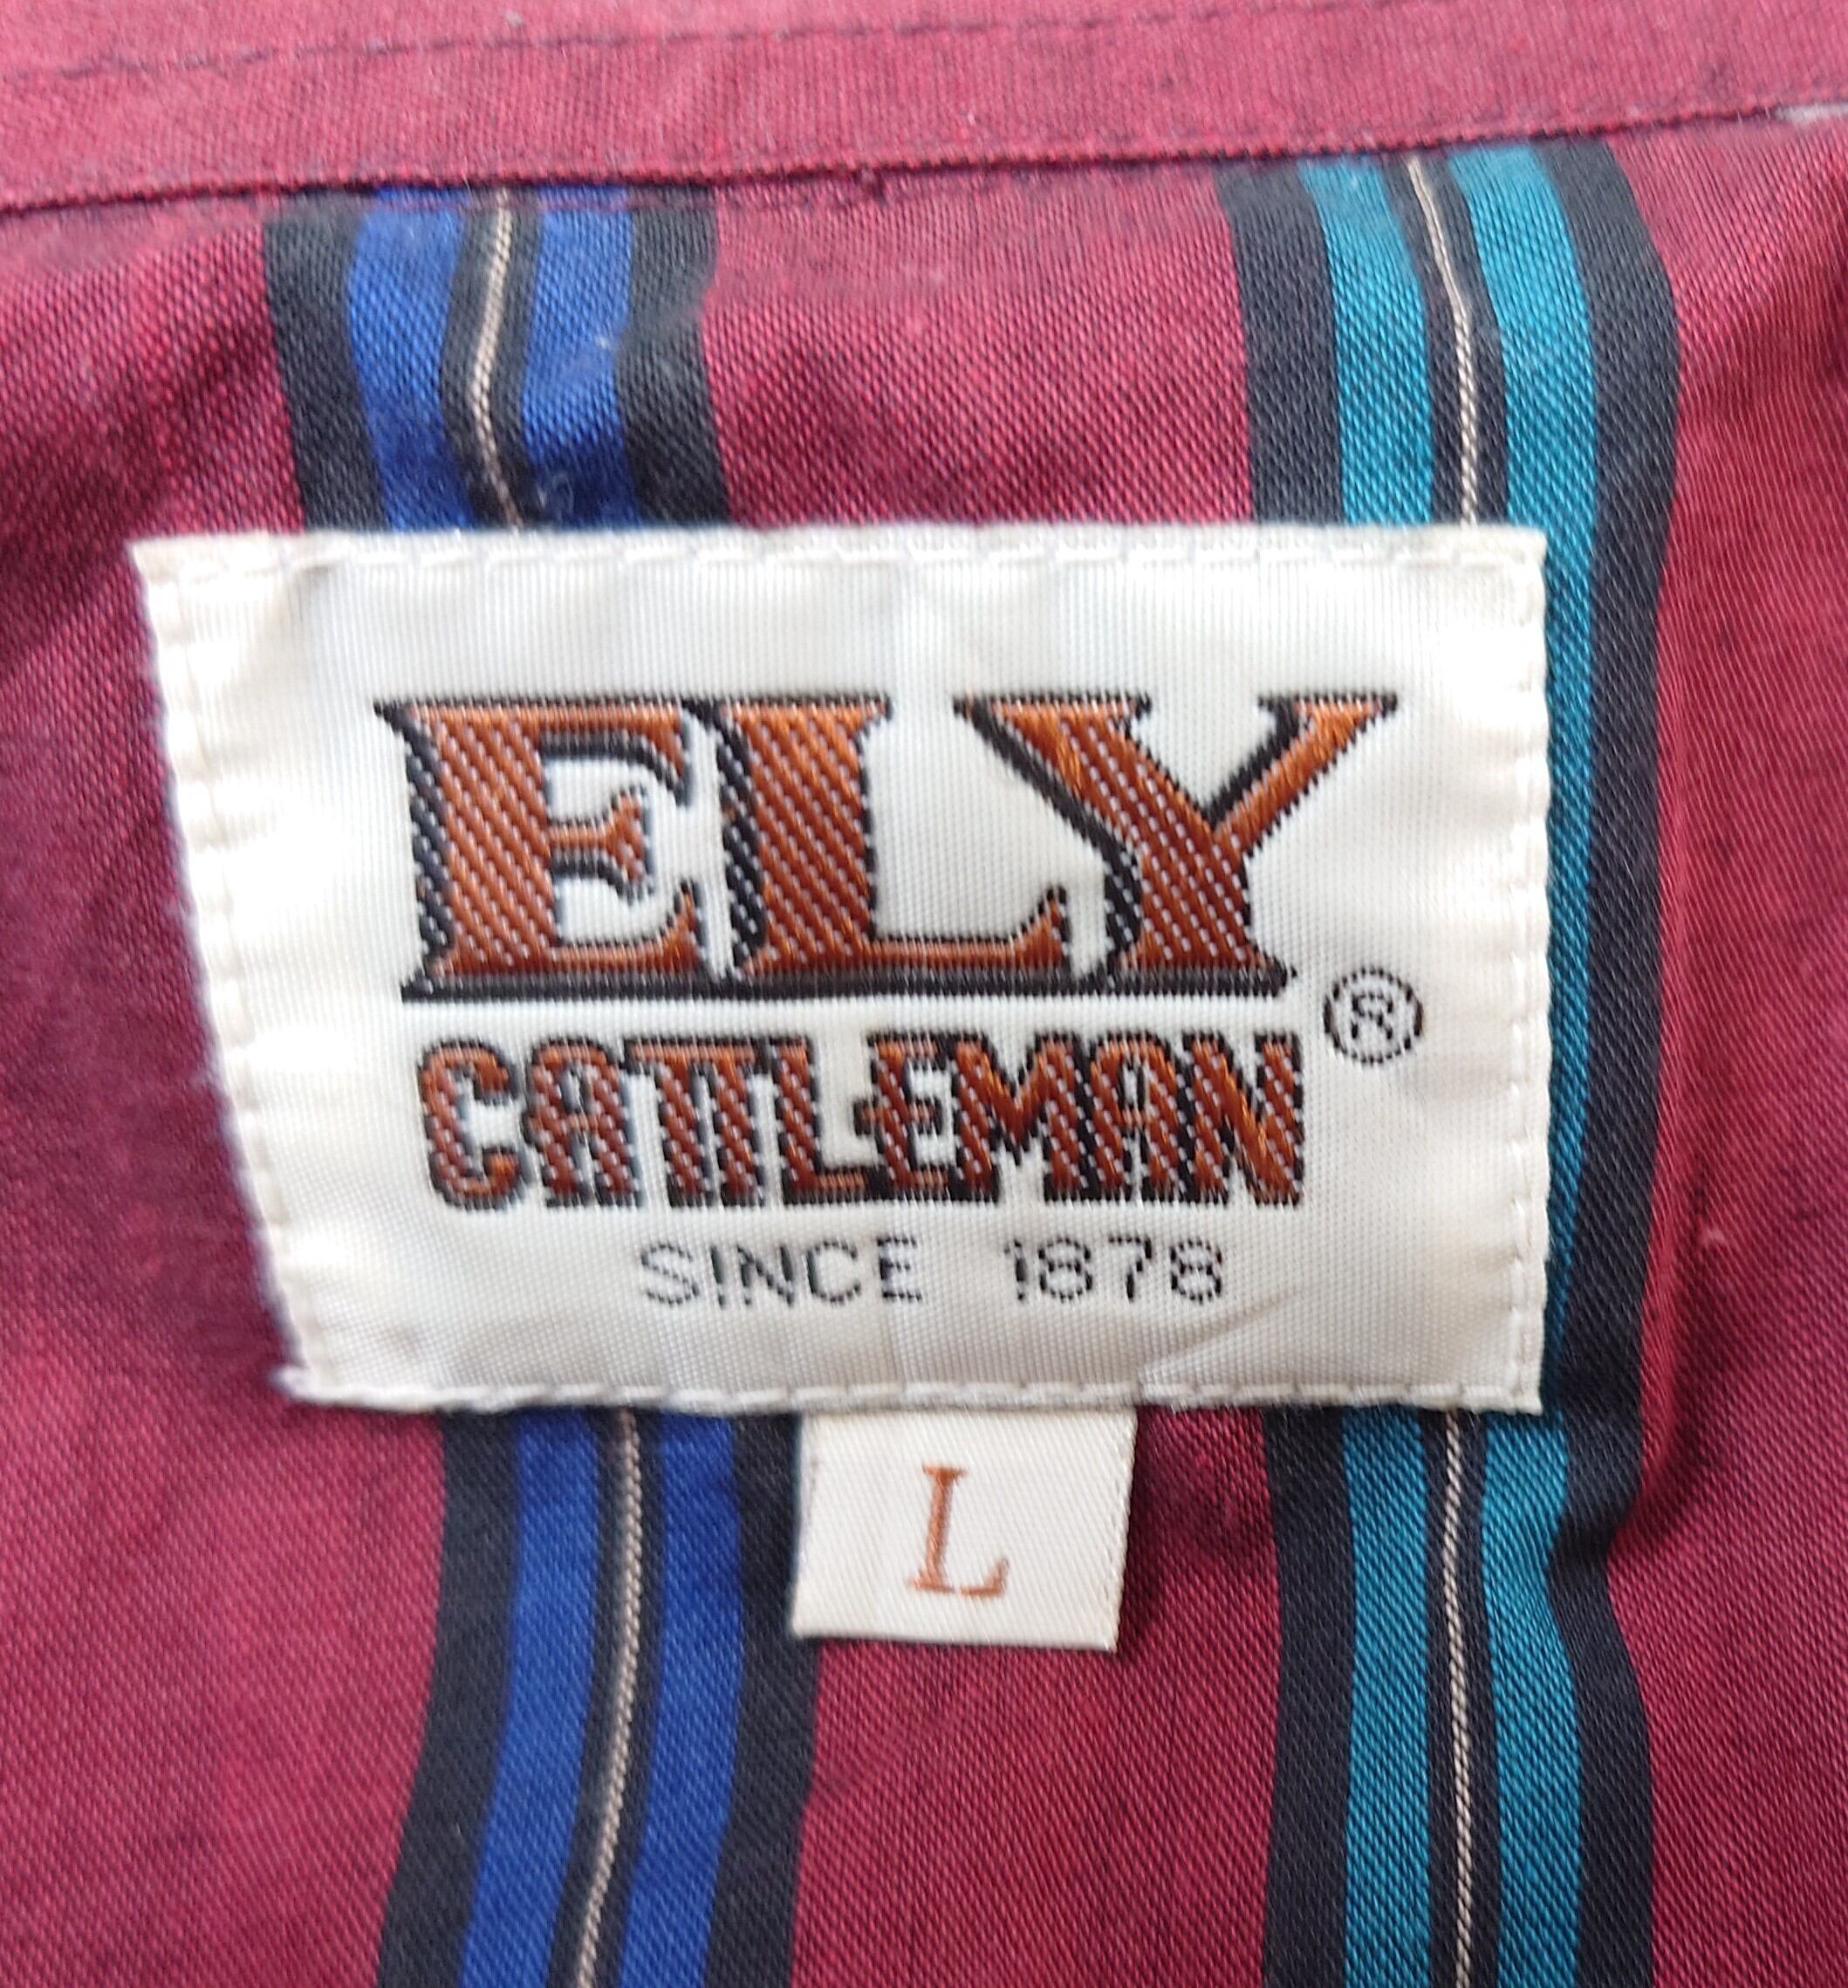 ELY
CATTLEMAN ®
SINCE 1878
L